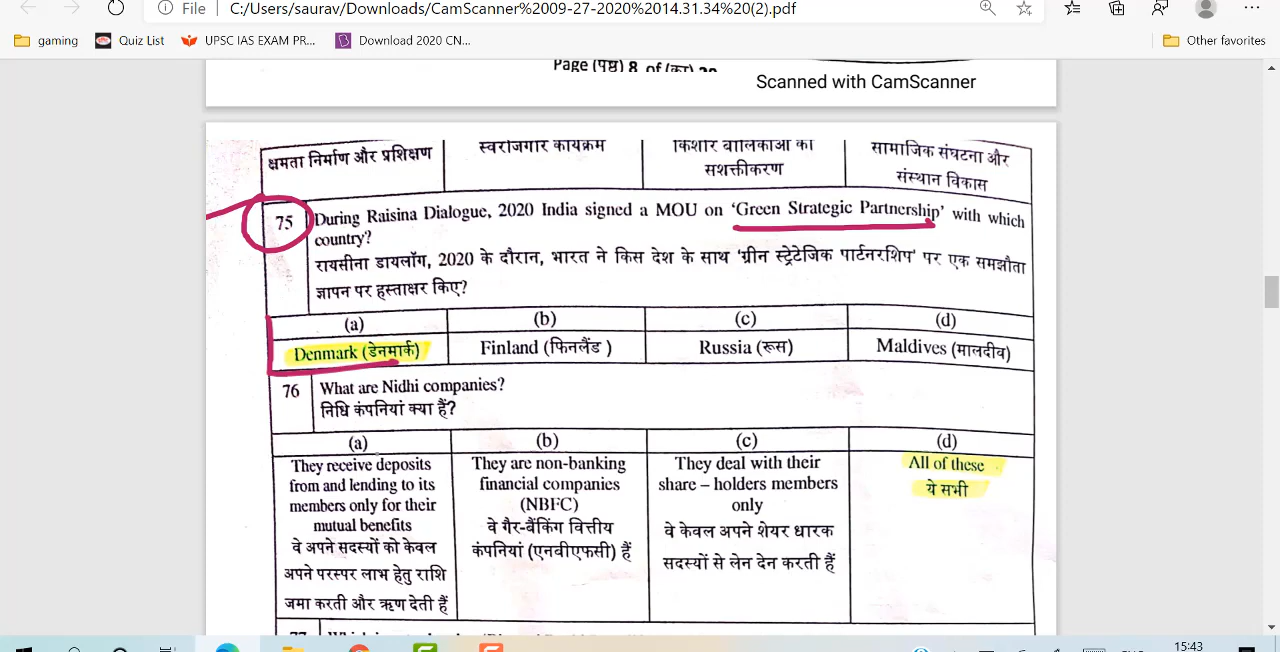 File C:/Users/saurav/Downloads/CamScanner%2009-27-2020%2014.31.34%20(2).pdf
gaming Quiz List UPSC IAS EXAM PR... Download 2020 CN... Other favorites
Page (पृष्ठ) 8 of (का)
Scanned with CamScanner
क्षमता निर्माण और प्रशिक्षण
स्वरोजगार कार्यक्रम
किशोर बालिकाओं का
सशक्तीकरण
सामाजिक संघटना और
संस्थान विकास
75 During Raisina Dialogue, 2020 India signed a MOU on ‘Green Strategic Partnership’ with which
country?
रायसीना डायलॉग, 2020 के दौरान, भारत ने किस देश के साथ ‘ग्रीन स्ट्रेटेजिक पार्टनरशिप’ पर एक समझौता
ज्ञापन पर हस्ताक्षर किए?
(a) (b) (c) (d)
Denmark (डेनमार्क) Finland (फिनलैंड ) Russia (रूस) Maldives (मालदीव)
76 What are Nidhi companies?
निधि कंपनियां क्या हैं?
(a) (b) (c) (d)
They receive deposits
from and lending to its
members only for their
mutual benefits
वे अपने सदस्यों को केवल
अपने परस्पर लाभ हेतु राशि
जमा करती और ऋण देती हैं
They are non-banking
financial companies
(NBFC)
वे गैर-बैंकिंग वित्तीय
कंपनियां (एनबीएफसी) हैं
They deal with their
share – holders members
only
वे केवल अपने शेयर धारक
सदस्यों से लेन देन करती हैं
All of these
ये सभी
15:43